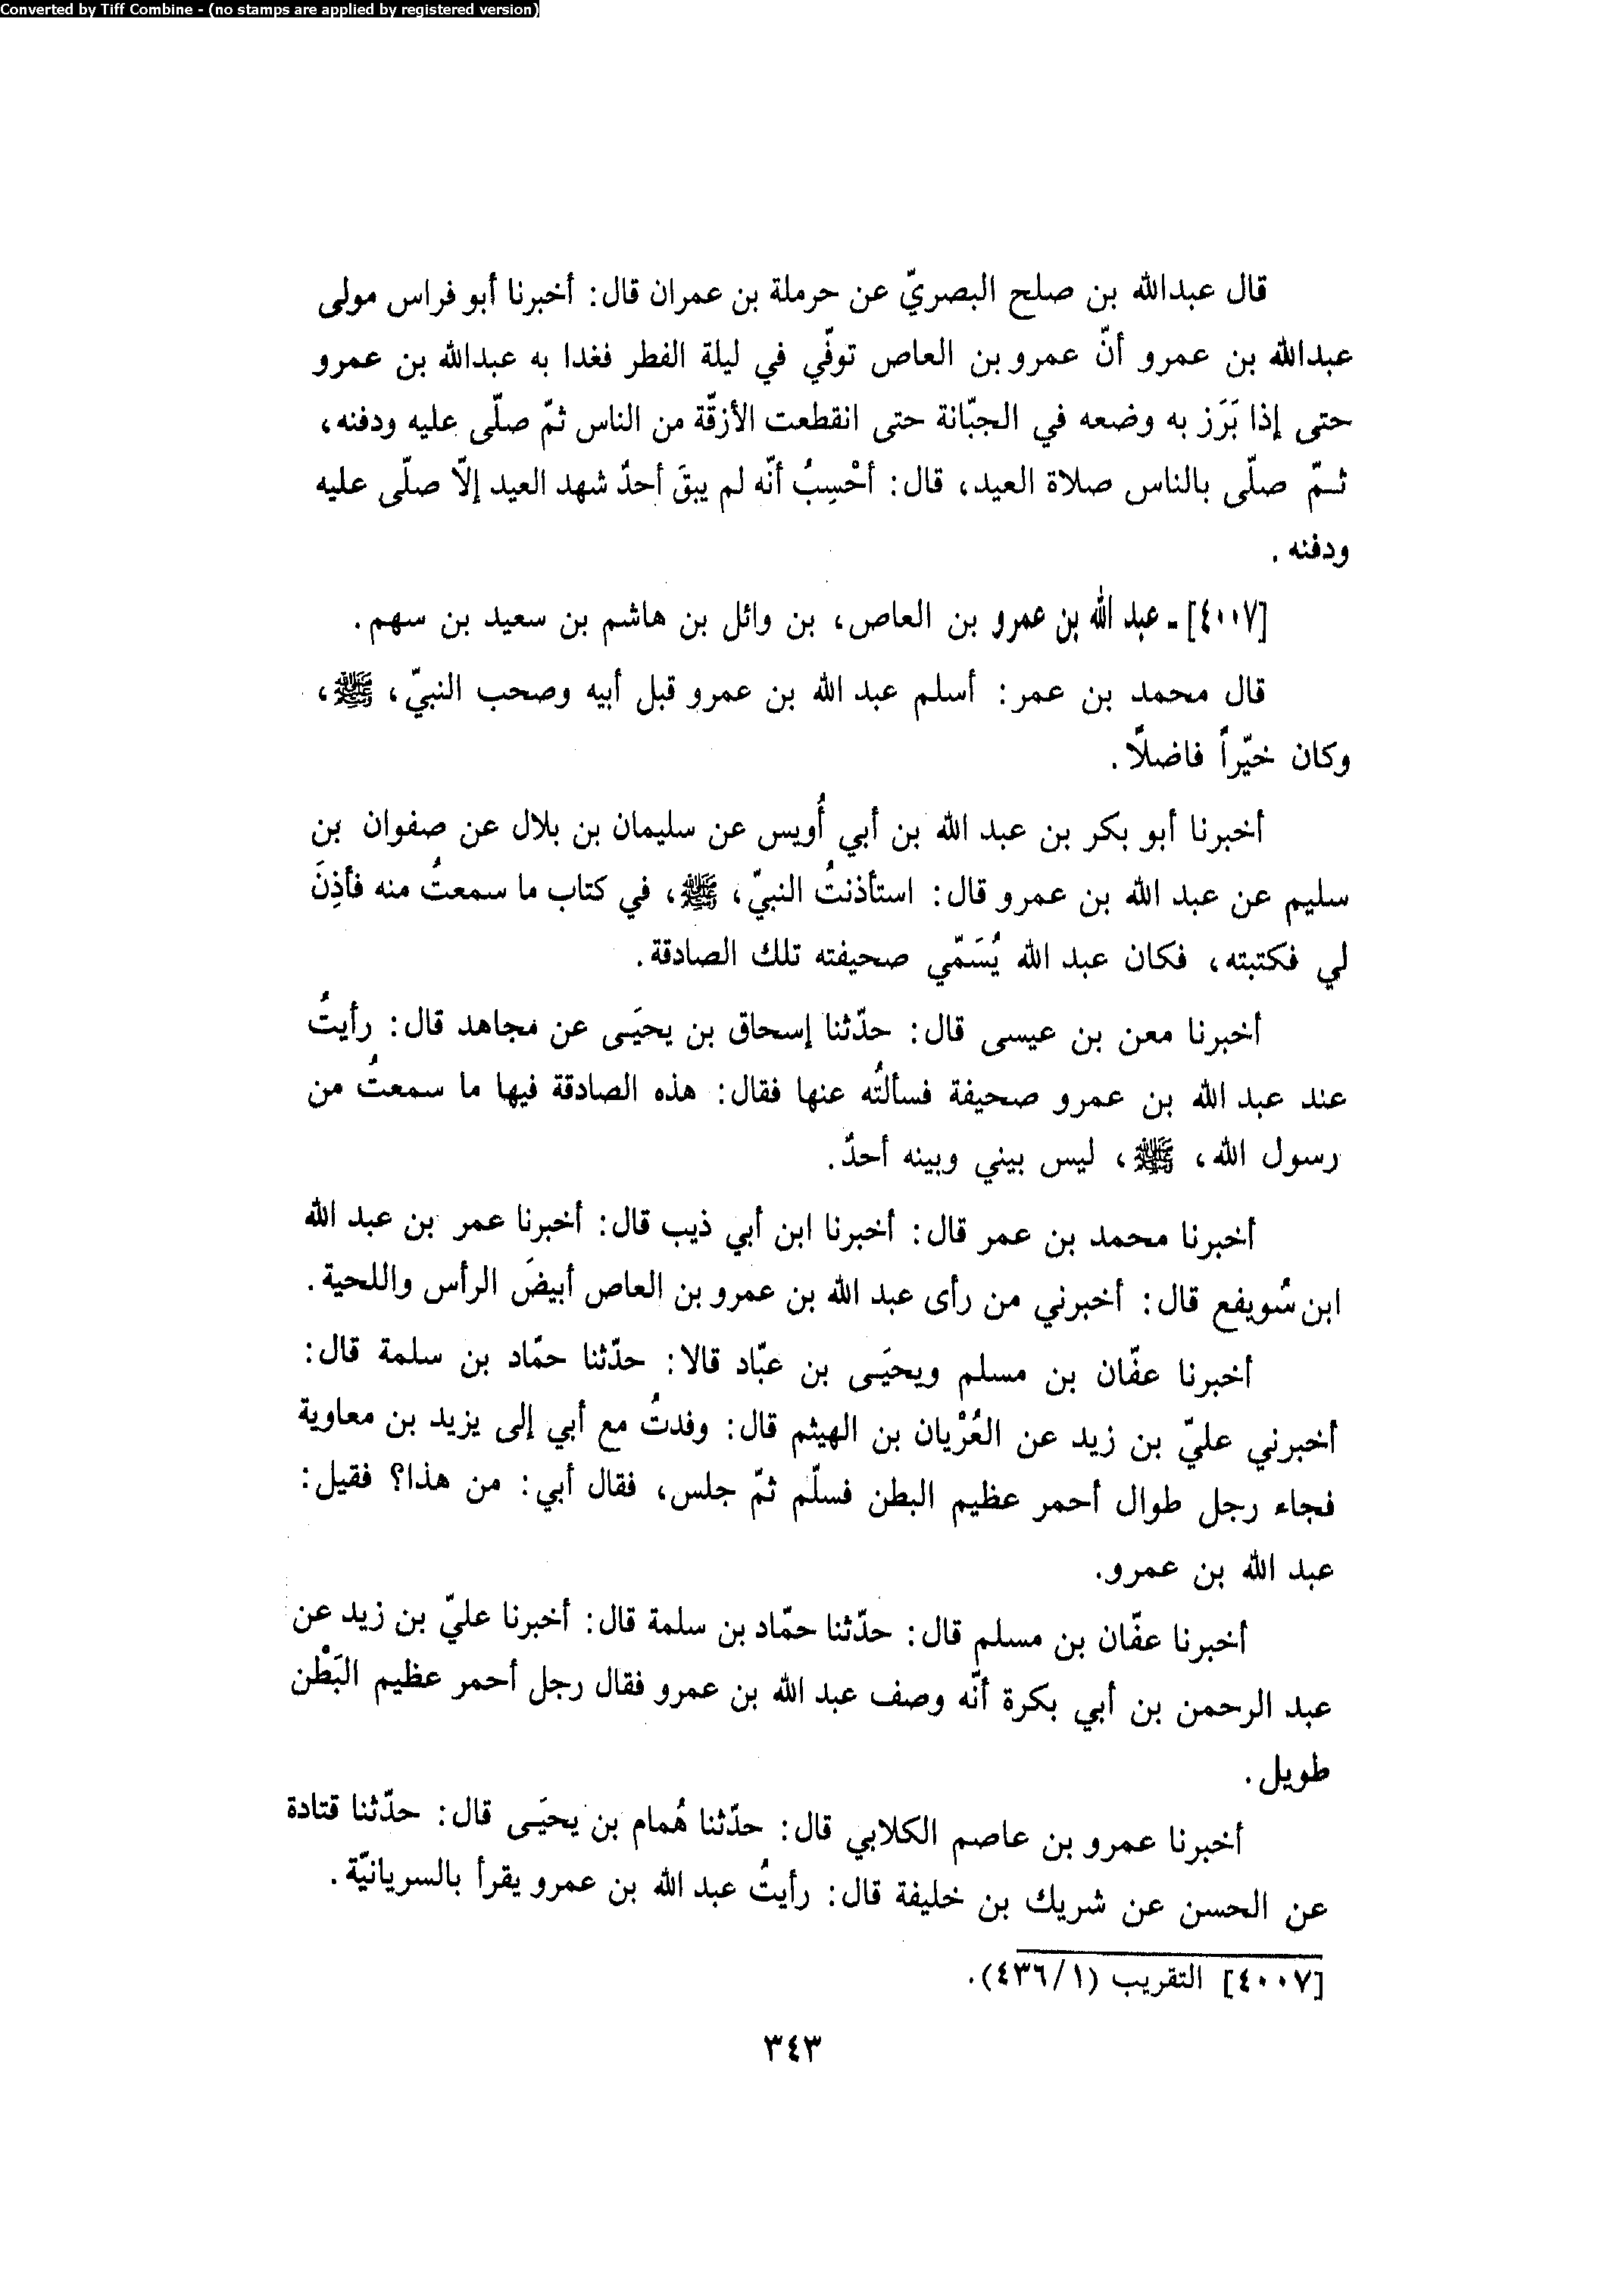 Converted by Tiff Combine - (no stamps are applied by registered version)
قال عبدالله بن صلح البصريّ عن حرملة بن عمران قال: أخبرنا أبو فراس مولى
عبدالله بن عمرو أنّ عمرو بن العاص توفّي في ليلة الفطر فغدا به عبدالله بن عمرو
حتى إذا بَرَز به وضعه في الجبّانة حتى انقطعت الأزقّة من الناس ثمّ صلّى عليه ودفنه،
ثـمّ صلّى بالناس صلاة العيد، قال: أحْسِبُ أنّه لم يبقَ أحدٌ شهد العيد إلّا صلّى عليه
ودفنه.
[٤٠٠٧]ـ عبد الله بن عمرو بن العاص، بن وائل بن هاشم بن سعيد بن سهم.
قال محمد بن عمر: أسلم عبد الله بن عمرو قبل أبيه وصحب النبيّ، ﷺ،
وكان خيّراً فاضلًا.
أخبرنا أبو بكر بن عبد الله بن أبي أُويس عن سليمان بن بلال عن صفوان بن
سليم عن عبد الله بن عمرو قال: استأذنتُ النبيّ، ﷺ، في كتاب ما سمعتُ منه فأذِنَ
لي فكتبته، فكان عبد الله يُسَمّي صحيفته تلك الصادقة.
أخبرنا معن بن عيسى قال: حدّثنا إسحاق بن يحيَـى عن مجاهد قال: رأيتُ
عند عبد الله بن عمرو صحيفة فسألتُه عنها فقال: هذه الصادقة فيها ما سمعتُ من
رسول الله، ﷺ، ليس بيني وبينه أحدٌ.
أخبرنا محمد بن عمر قال: أخبرنا ابن أبي ذيب قال: أخبرنا عمر بن عبد الله
ابن سُويفع قال: أخبرني من رأى عبد الله بن عمرو بن العاص أبيضَ الرأس واللحية.
أخبرنا عفّان بن مسلم ويحيَـى بن عبّاد قالا: حدّثنا حمّاد بن سلمة قال:
أخبرني عليّ بن زيد عن العُرْيان بن الهيثم قال: وفدتُ مع أبي إلى يزيد بن معاوية
فجاء رجل طوال أحمر عظيم البطن فسلّم ثمّ جلس، فقال أبي: من هذا؟ فقيل:
عبد الله بن عمرو.
أخبرنا عفّان بن مسلم قال: حدّثنا حمّاد بن سلمة قال: أخبرنا عليّ بن زيد عن
عبد الرحمن بن أبي بكرة أنّه وصف عبد الله بن عمرو فقال رجل أحمر عظيم البَطْن
طويل.
أخبرنا عمرو بن عاصم الكلابي قال: حدّثنا هُمام بن يحيَـى قال: حدّثنا قتادة
عن الحسن عن شريك بن خليفة قال: رأيتُ عبد الله بن عمرو يقرأ بالسريانيّة.
[٤٠٠٧] التقريب (٤٣٦/١).
٣٤٣